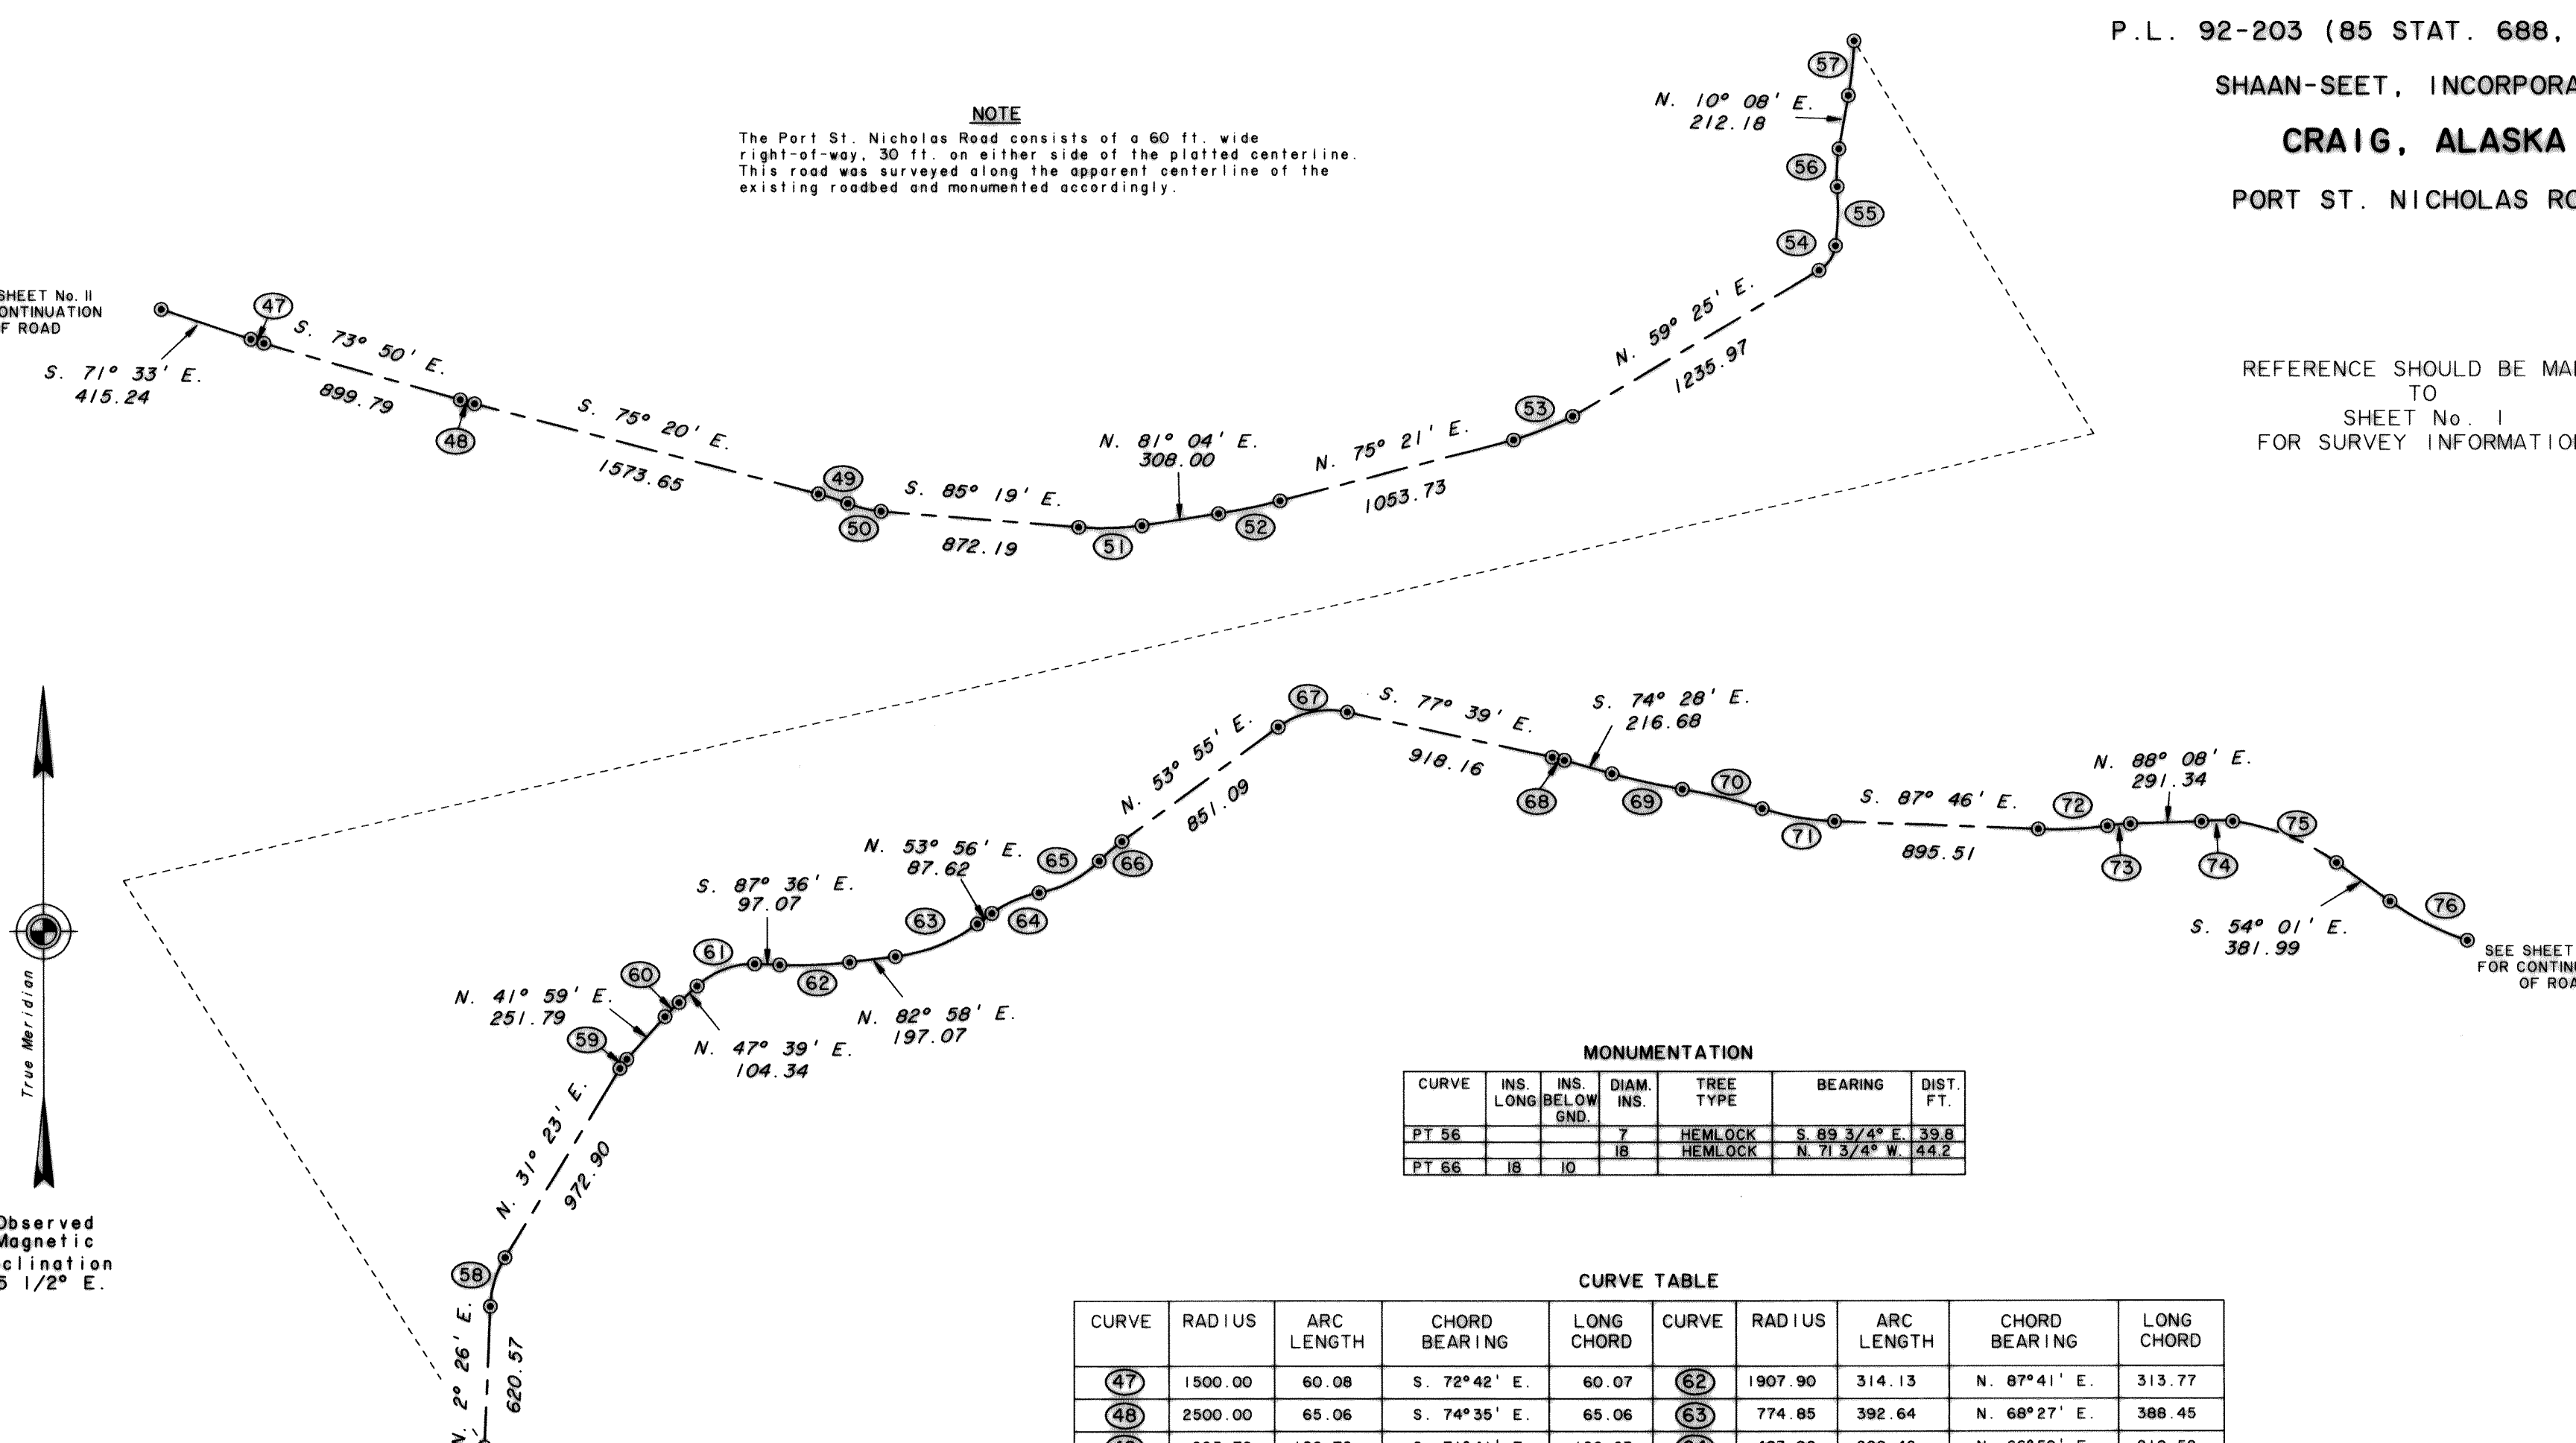 P.L. 92-203 (85 STAT. 688,
SHAAN-SEET, INCORPORA
CRAIG, ALASKA
PORT ST. NICHOLAS RO
NOTE
The Port St. Nicholas Road consists of a 60 ft. wide
right-of-way, 30 ft. on either side of the platted centerline.
This road was surveyed along the apparent centerline of the
existing roadbed and monumented accordingly.
57
N. 10° 08' E.
212.18
56
55
54
SHEET No. 11
ONTINUATION
F ROAD
47
S. 73° 50' E.
899.79
S. 71° 33' E.
415.24
48
S. 75° 20' E.
1573.65
49
50
S. 85° 19' E.
872.19
51
N. 81° 04' E.
308.00
52
N. 75° 21' E.
1053.73
53
N. 59° 25' E.
1235.97
REFERENCE SHOULD BE MA
TO
SHEET No. 1
FOR SURVEY INFORMATIO
67
S. 77° 39' E.
918.16
S. 74° 28' E.
216.68
68
69
70
71
S. 87° 46' E.
895.51
72
73
N. 88° 08' E.
291.34
74
75
S. 54° 01' E.
381.99
76
SEE SHEET
FOR CONTIN
OF ROA
N. 53° 55' E.
851.09
N. 53° 56' E.
87.62
65
66
64
63
S. 87° 36' E.
97.07
61
62
60
N. 82° 58' E.
197.07
N. 41° 59' E.
251.79
N. 47° 39' E.
104.34
59
N. 31° 23' E.
972.90
58
N. 2° 26' E.
620.57
True Meridian
Observed
Magnetic
clination
5 1/2° E.
MONUMENTATION
CURVE INS. LONG INS. BELOW GND. DIAM. INS. TREE TYPE BEARING DIST. FT.
PT 56 7 HEMLOCK S. 89 3/4° E. 39.8
18 HEMLOCK N. 71 3/4° W. 44.2
PT 66 18 10
CURVE TABLE
CURVE RADIUS ARC LENGTH CHORD BEARING LONG CHORD CURVE RADIUS ARC LENGTH CHORD BEARING LONG CHORD
47 1500.00 60.08 S. 72°42' E. 60.07 62 1907.90 314.13 N. 87°41' E. 313.77
48 2500.00 65.06 S. 74°35' E. 65.06 63 774.85 392.64 N. 68°27' E. 388.45